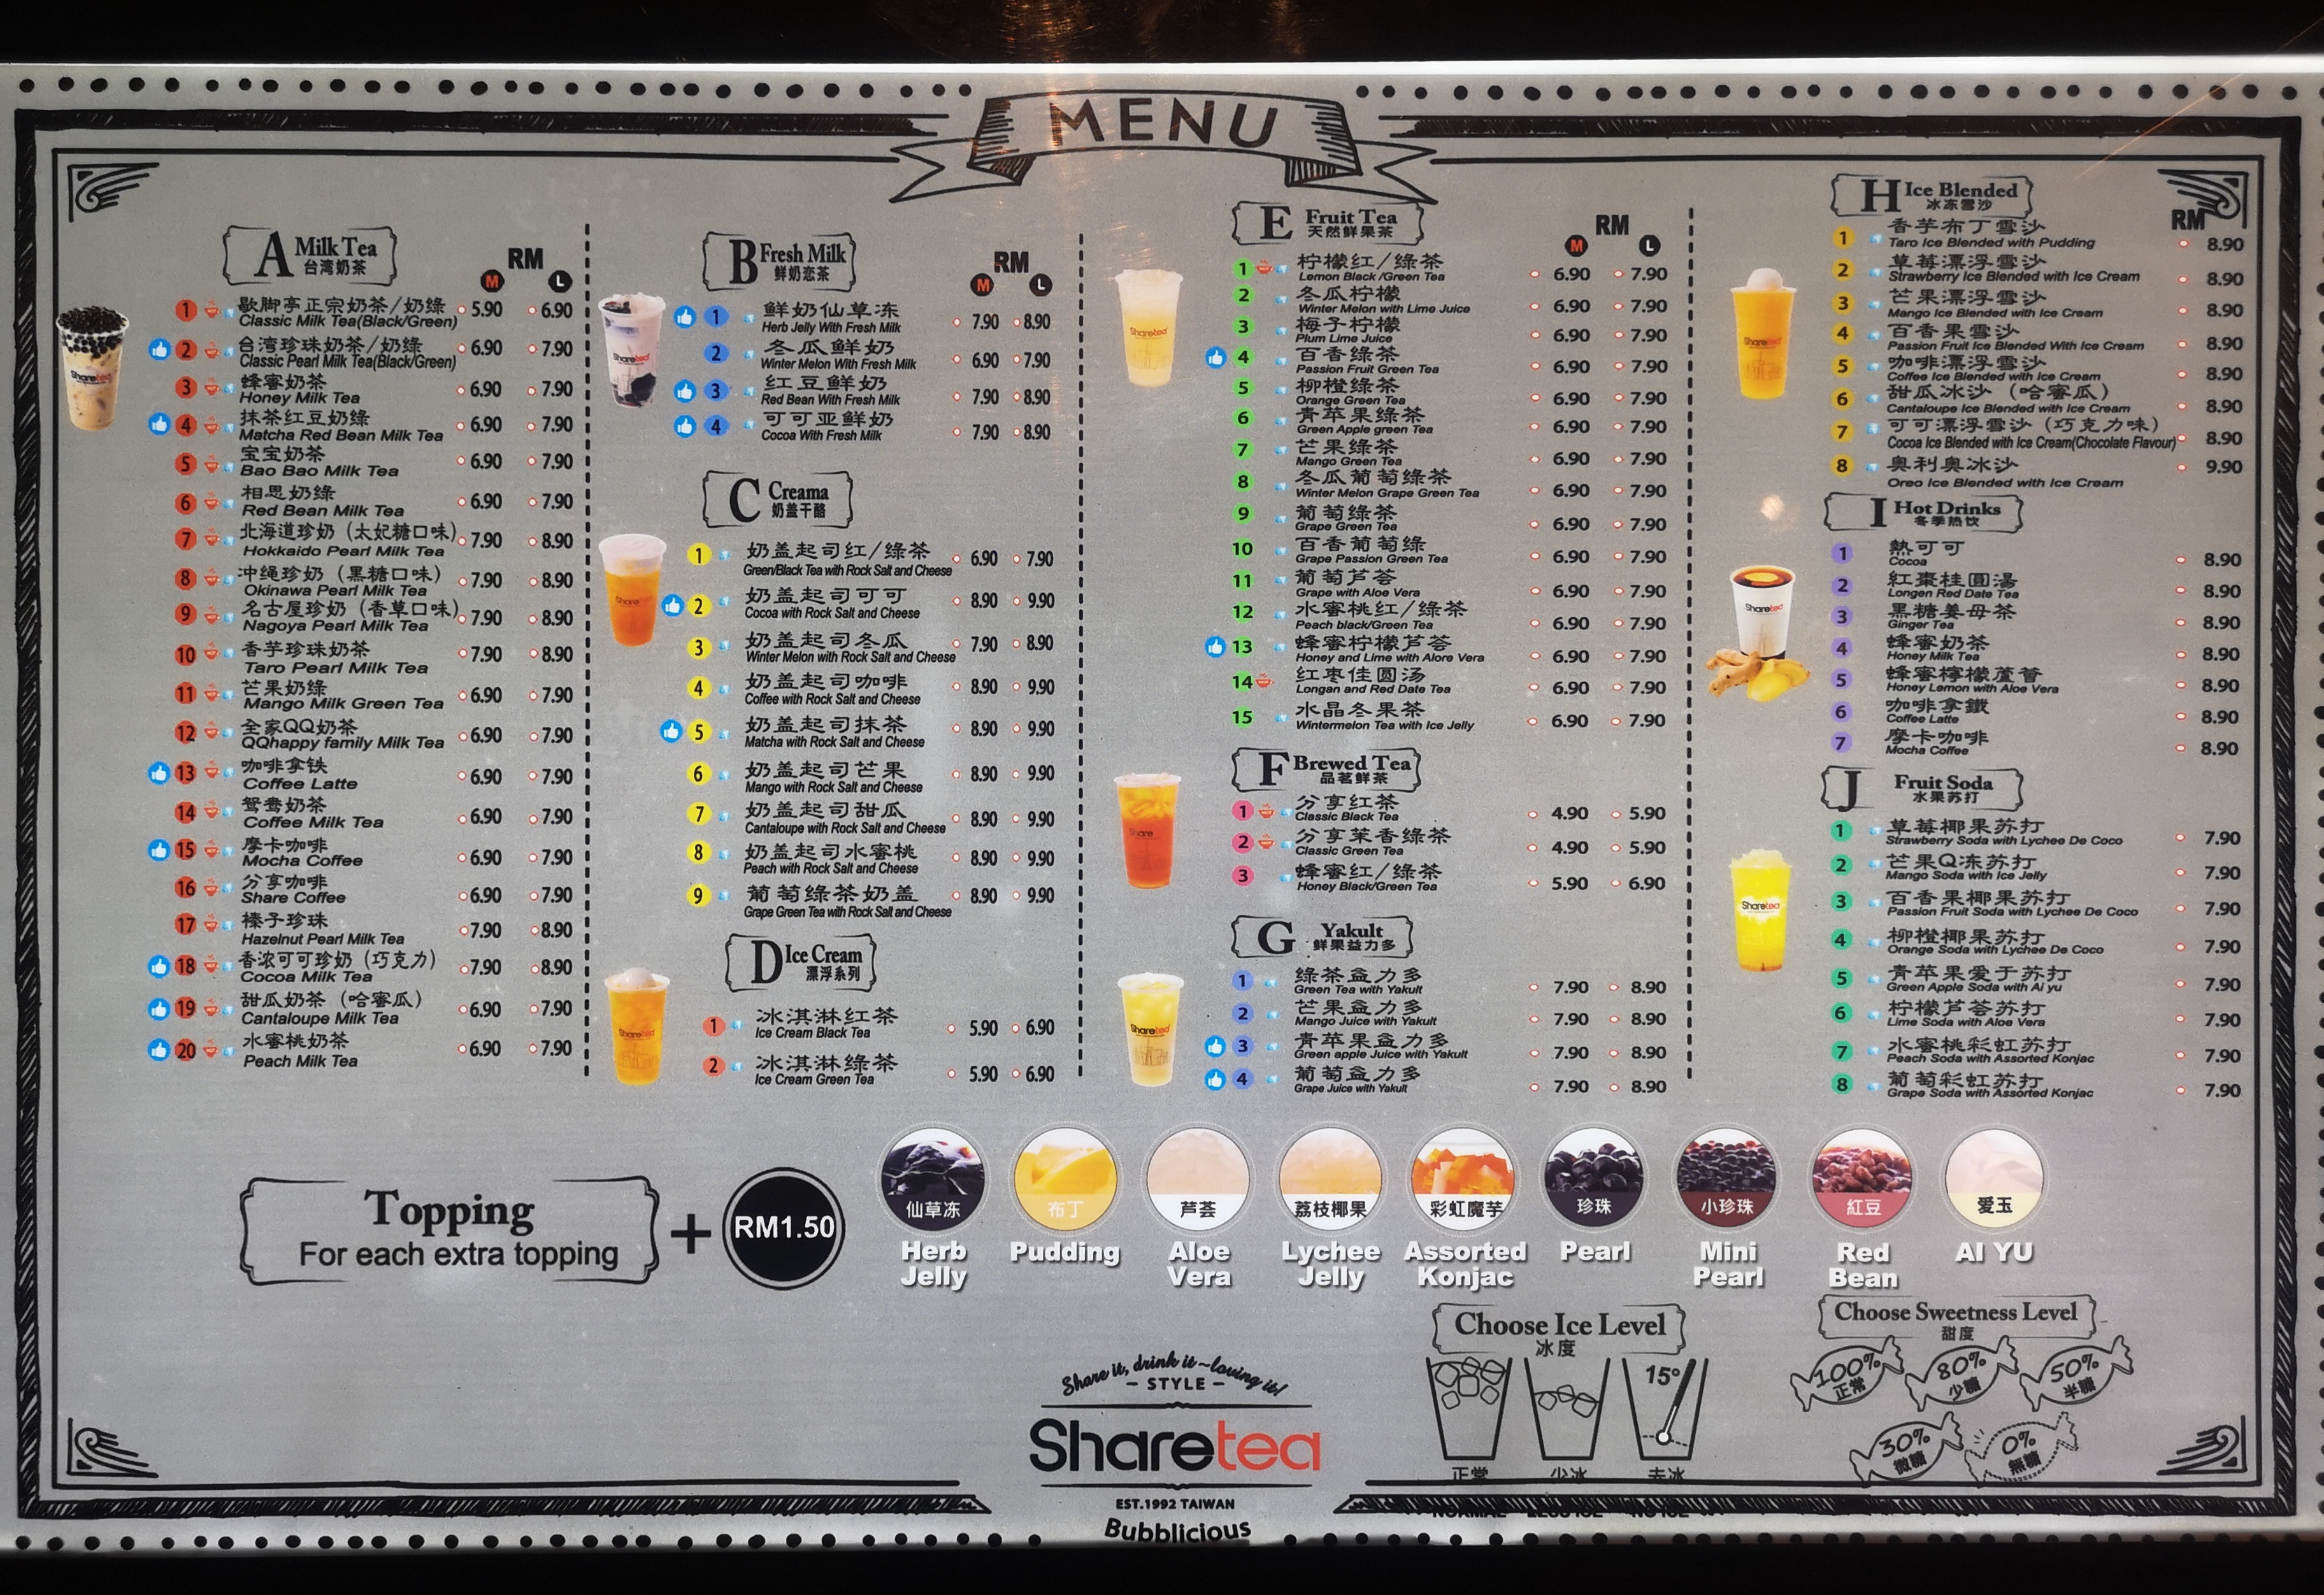 MENU
A Milk Tea
台湾奶茶
RM
M L
1 歇脚亭正宗奶茶/奶绿 5.90 6.90
Classic Milk Tea(Black/Green)
2 台湾珍珠奶茶/奶绿 6.90 7.90
Classic Pearl Milk Tea(Black/Green)
3 蜂蜜奶茶 6.90 7.90
Honey Milk Tea
4 抹茶红豆奶绿 6.90 7.90
Matcha Red Bean Milk Tea
5 宝宝奶茶 6.90 7.90
Bao Bao Milk Tea
6 相思奶绿 6.90 7.90
Red Bean Milk Tea
7 北海道珍奶（太妃糖口味） 7.90 8.90
Hokkaido Pearl Milk Tea
8 冲绳珍奶（黑糖口味） 7.90 8.90
Okinawa Pearl Milk Tea
9 名古屋珍奶（香草口味） 7.90 8.90
Nagoya Pearl Milk Tea
10 香芋珍珠奶茶 7.90 8.90
Taro Pearl Milk Tea
11 芒果奶绿 6.90 7.90
Mango Milk Green Tea
12 全家QQ奶茶 6.90 7.90
QQhappy family Milk Tea
13 咖啡拿铁 6.90 7.90
Coffee Latte
14 鸳鸯奶茶 6.90 7.90
Coffee Milk Tea
15 摩卡咖啡 6.90 7.90
Mocha Coffee
16 分享咖啡 6.90 7.90
Share Coffee
17 榛子珍珠 7.90 8.90
Hazelnut Pearl Milk Tea
18 香浓可可珍奶（巧克力） 7.90 8.90
Cocoa Milk Tea
19 甜瓜奶茶（哈蜜瓜） 6.90 7.90
Cantaloupe Milk Tea
20 水蜜桃奶茶 6.90 7.90
Peach Milk Tea
B Fresh Milk
鲜奶恋茶
RM
M L
1 鲜奶仙草冻 7.90 8.90
Herb Jelly With Fresh Milk
2 冬瓜鲜奶 6.90 7.90
Winter Melon With Fresh Milk
3 红豆鲜奶 7.90 8.90
Red Bean With Fresh Milk
4 可可亚鲜奶 7.90 8.90
Cocoa With Fresh Milk
C Creama
奶盖干酪
1 奶盖起司红/绿茶 6.90 7.90
Green/Black Tea with Rock Salt and Cheese
2 奶盖起司可可 8.90 9.90
Cocoa with Rock Salt and Cheese
3 奶盖起司冬瓜 7.90 8.90
Winter Melon with Rock Salt and Cheese
4 奶盖起司咖啡 8.90 9.90
Coffee with Rock Salt and Cheese
5 奶盖起司抹茶 8.90 9.90
Matcha with Rock Salt and Cheese
6 奶盖起司芒果 8.90 9.90
Mango with Rock Salt and Cheese
7 奶盖起司甜瓜 8.90 9.90
Cantaloupe with Rock Salt and Cheese
8 奶盖起司水蜜桃 8.90 9.90
Peach with Rock Salt and Cheese
9 葡萄绿茶奶盖 8.90 9.90
Grape Green Tea with Rock Salt and Cheese
D Ice Cream
漂浮系列
1 冰淇淋红茶 5.90 6.90
Ice Cream Black Tea
2 冰淇淋绿茶 5.90 6.90
Ice Cream Green Tea
E Fruit Tea
天然鲜果茶
RM
M L
1 柠檬红/绿茶 6.90 7.90
Lemon Black /Green Tea
2 冬瓜柠檬 6.90 7.90
Winter Melon with Lime Juice
3 梅子柠檬 6.90 7.90
Plum Lime Juice
4 百香绿茶 6.90 7.90
Passion Fruit Green Tea
5 柳橙绿茶 6.90 7.90
Orange Green Tea
6 青苹果绿茶 6.90 7.90
Green Apple green Tea
7 芒果绿茶 6.90 7.90
Mango Green Tea
8 冬瓜葡萄绿茶 6.90 7.90
Winter Melon Grape Green Tea
9 葡萄绿茶 6.90 7.90
Grape Green Tea
10 百香葡萄绿 6.90 7.90
Grape Passion Green Tea
11 葡萄芦荟 6.90 7.90
Grape with Aloe Vera
12 水蜜桃红/绿茶 6.90 7.90
Peach black/Green Tea
13 蜂蜜柠檬芦荟 6.90 7.90
Honey and Lime with Alore Vera
14 红枣佳圆汤 6.90 7.90
Longan and Red Date Tea
15 水晶冬果茶 6.90 7.90
Wintermelon Tea with Ice Jelly
F Brewed Tea
品茗鲜茶
1 分享红茶 4.90 5.90
Classic Black Tea
2 分享茉香绿茶 4.90 5.90
Classic Green Tea
3 蜂蜜红/绿茶 5.90 6.90
Honey Black/Green Tea
G Yakult
鲜果益力多
1 绿茶益力多 7.90 8.90
Green Tea with Yakult
2 芒果益力多 7.90 8.90
Mango Juice with Yakult
3 青苹果益力多 7.90 8.90
Green apple Juice with Yakult
4 葡萄益力多 7.90 8.90
Grape Juice with Yakult
H Ice Blended
冰冻雪沙
RM
1 香芋布丁雪沙 8.90
Taro Ice Blended with Pudding
2 草莓漂浮雪沙 8.90
Strawberry Ice Blended with Ice Cream
3 芒果漂浮雪沙 8.90
Mango Ice Blended with Ice Cream
4 百香果雪沙 8.90
Passion Fruit Ice Blended With Ice Cream
5 咖啡漂浮雪沙 8.90
Coffee Ice Blended with Ice Cream
6 甜瓜冰沙（哈蜜瓜） 8.90
Cantaloupe Ice Blended with Ice Cream
7 可可漂浮雪沙（巧克力味） 8.90
Cocoa Ice Blended with Ice Cream(Chocolate Flavour)
8 奥利奥冰沙 9.90
Oreo Ice Blended with Ice Cream
I Hot Drinks
冬季热饮
1 熱可可 8.90
Cocoa
2 紅棗桂圓湯 8.90
Longen Red Date Tea
3 黑糖姜母茶 8.90
Ginger Tea
4 蜂蜜奶茶 8.90
Honey Milk Tea
5 蜂蜜檸檬蘆薈 8.90
Honey Lemon with Aloe Vera
6 咖啡拿鐵 8.90
Coffee Latte
7 摩卡咖啡 8.90
Mocha Coffee
J Fruit Soda
水果苏打
1 草莓椰果苏打 7.90
Strawberry Soda with Lychee De Coco
2 芒果Q冻苏打 7.90
Mango Soda with Ice Jelly
3 百香果椰果苏打 7.90
Passion Fruit Soda with Lychee De Coco
4 柳橙椰果苏打 7.90
Orange Soda with Lychee De Coco
5 青苹果爱于苏打 7.90
Green Apple Soda with Ai yu
6 柠檬芦荟苏打 7.90
Lime Soda with Aloe Vera
7 水蜜桃彩虹苏打 7.90
Peach Soda with Assorted Konjac
8 葡萄彩虹苏打 7.90
Grape Soda with Assorted Konjac
Topping
For each extra topping
+ RM1.50
仙草冻 布丁 芦荟 荔枝椰果 彩虹魔芋 珍珠 小珍珠 紅豆 爱玉
Herb Jelly
Pudding
Aloe Vera
Lychee Jelly
Assorted Konjac
Pearl
Mini Pearl
Red Bean
AI YU
Choose Ice Level
冰度
15°
正常 少冰 去冰
Choose Sweetness Level
甜度
100% 正常
80% 少糖
50% 半糖
30% 微糖
0% 無糖
Share it, drink it~loving it!
- STYLE -
Sharetea
EST.1992 TAIWAN
Bubblicious